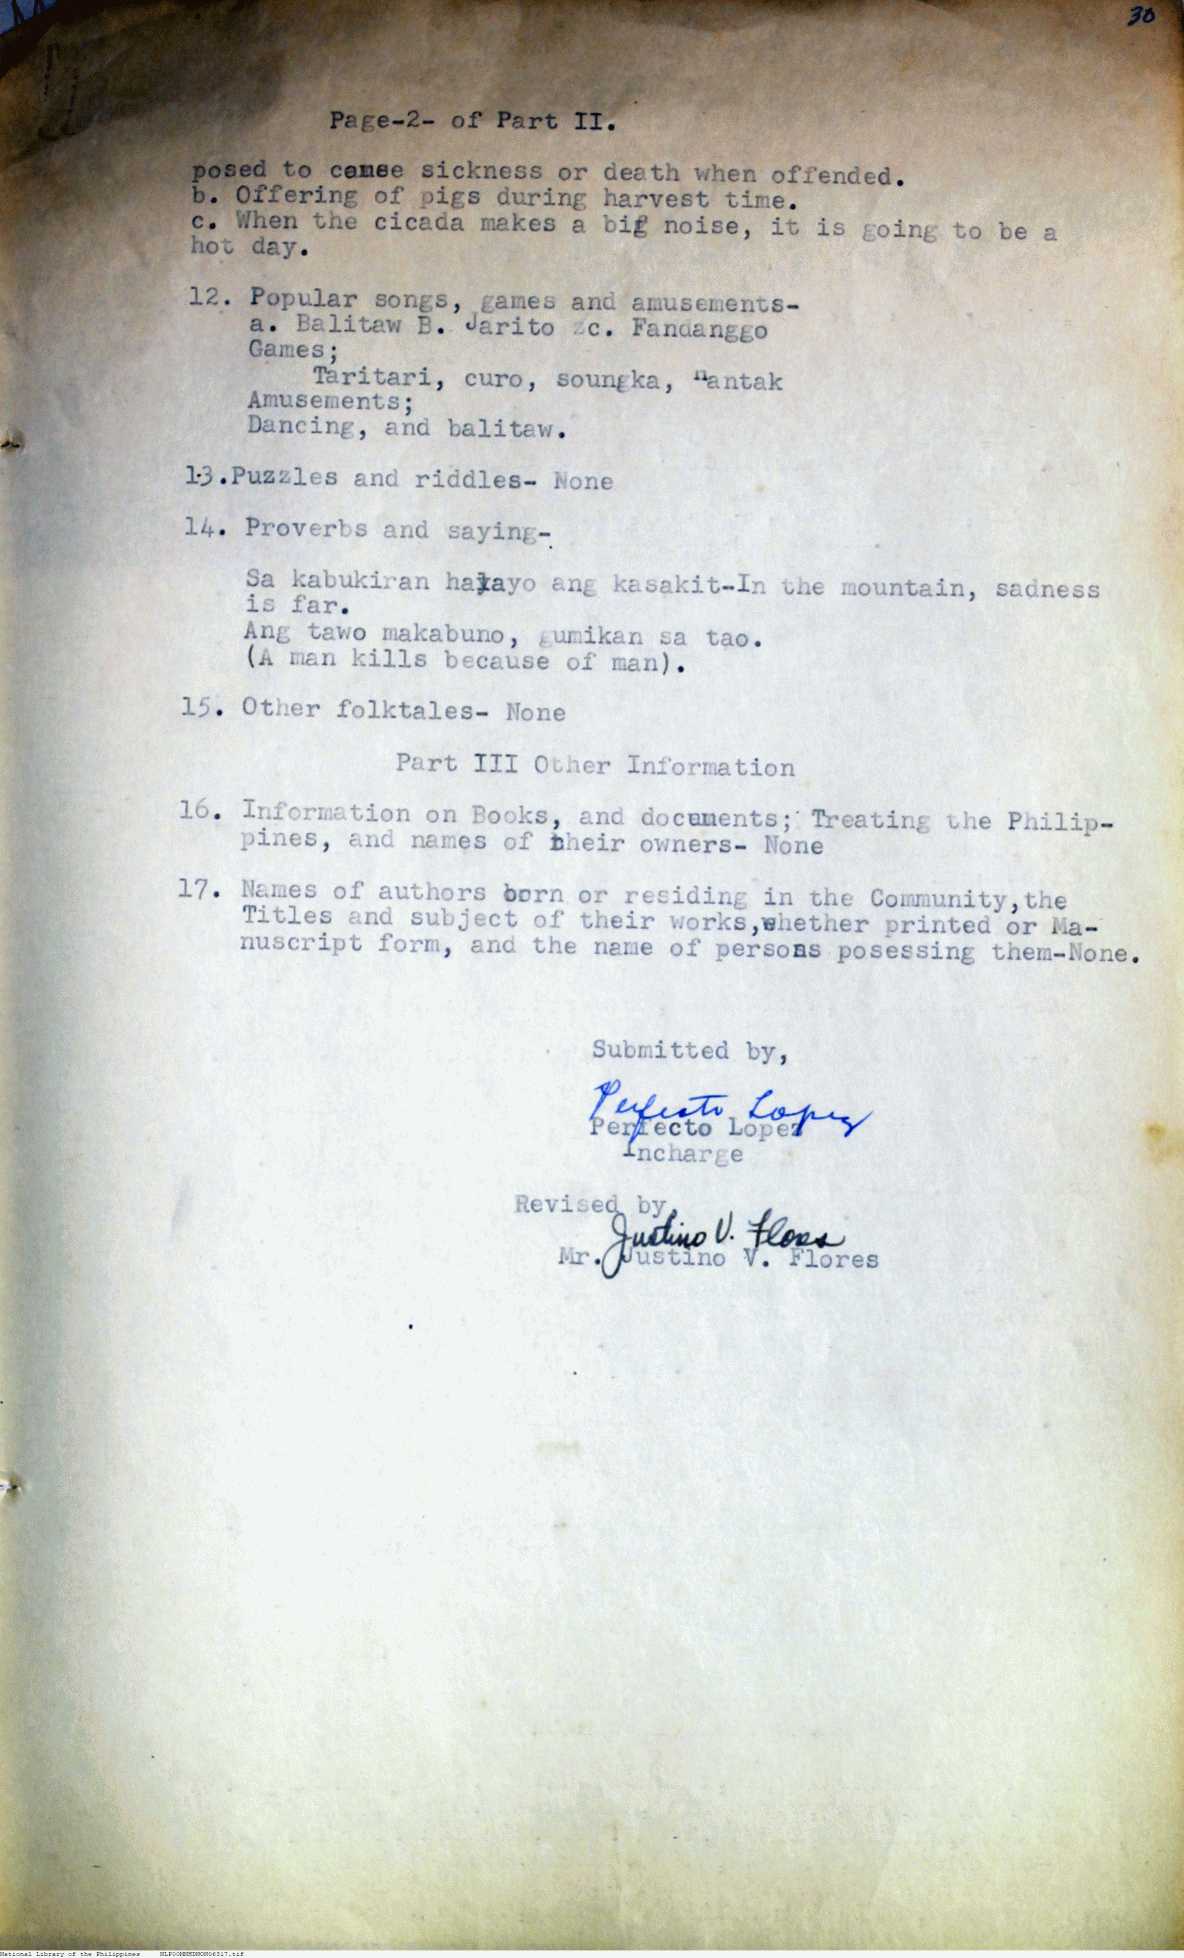 30
Page-2- of Part II.
posed to cause sickness or death when offended.
b. Offering of pigs during harvest time.
c. When the cicada makes a big noise, it is going to be a
hot day.
12. Popular songs, games and amusements-
a. Balitaw B. Jarito c. Fandanggo
Games;
Taritari, curo, soungka, Hantak
Amusements;
Dancing, and balitaw.
13.Puzzles and riddles- None
14. Proverbs and saying-
Sa kabukiran halayo ang kasakit-In the mountain, sadness
is far.
Ang tawo makabuno, gumikan sa tao.
(A man kills because of man).
15. Other folktales- None
Part III Other Information
16. Information on Books, and documents; Treating the Philip-
pines, and names of their owners- None
17. Names of authors born or residing in the Community,the
Titles and subject of their works,whether printed or Ma-
nuscript form, and the name of persons posessing them-None.
Submitted by,
Perfecto Lopez
Perfecto Lopez
Incharge
Revised by,
Justino V. Flores
Mr. Justino V. Flores
National Library of the Philippines